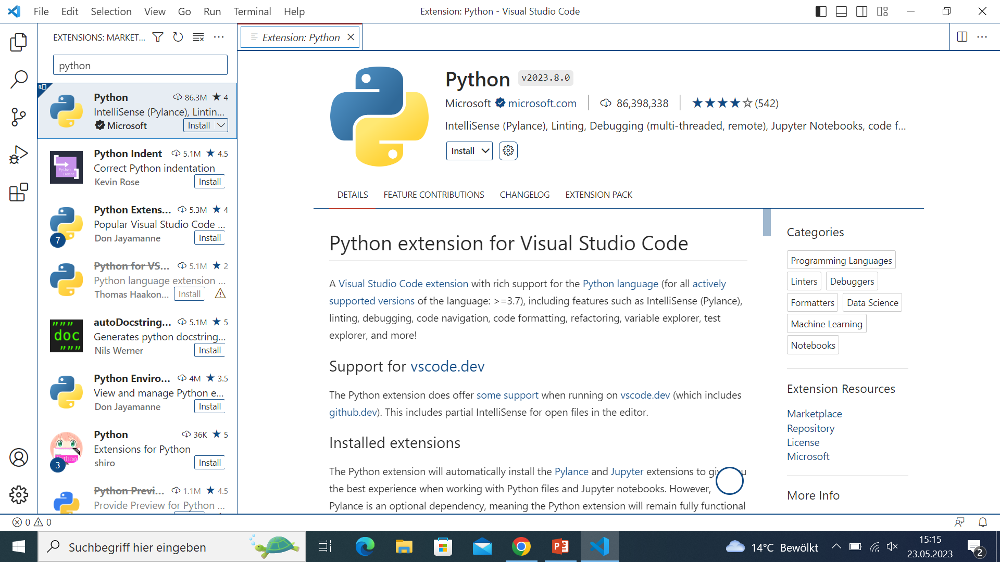 File Edit Selection View Go Run Terminal Help
Extension: Python - Visual Studio Code
EXTENSIONS: MARKET...
python
Python 86.3M ★ 4
IntelliSense (Pylance), Lintin...
Microsoft Install
Python Indent 5.1M ★ 4.5
Correct Python indentation
Kevin Rose Install
Python Extens... 5.3M ★ 4
Popular Visual Studio Code ...
7 Don Jayamanne Install
Python for VS... 5.1M ★ 2
Python language extension ...
Thomas Haakon... Install
autoDocstring... 5.1M ★ 5
Generates python docstring...
Nils Werner Install
Python Enviro... 4M ★ 3.5
View and manage Python e...
Don Jayamanne Install
Python 36K ★ 5
Extensions for Python
3 shiro Install
Python Previ... 1.1M ★ 4.5
Provide Preview for Python ...
Extension: Python
Python v2023.8.0
Microsoft microsoft.com 86,398,338 ★★★★☆(542)
IntelliSense (Pylance), Linting, Debugging (multi-threaded, remote), Jupyter Notebooks, code f...
Install
DETAILS FEATURE CONTRIBUTIONS CHANGELOG EXTENSION PACK
Python extension for Visual Studio Code
A Visual Studio Code extension with rich support for the Python language (for all actively
supported versions of the language: >=3.7), including features such as IntelliSense (Pylance),
linting, debugging, code navigation, code formatting, refactoring, variable explorer, test
explorer, and more!
Support for vscode.dev
The Python extension does offer some support when running on vscode.dev (which includes
github.dev). This includes partial IntelliSense for open files in the editor.
Installed extensions
The Python extension will automatically install the Pylance and Jupyter extensions to
the best experience when working with Python files and Jupyter notebooks. However,
Pylance is an optional dependency, meaning the Python extension will remain fully functional
Categories
Programming Languages
Linters Debuggers
Formatters Data Science
Machine Learning
Notebooks
Extension Resources
Marketplace
Repository
License
Microsoft
More Info
0 0
Suchbegriff hier eingeben
14°C Bewölkt
15:15
23.05.2023
2